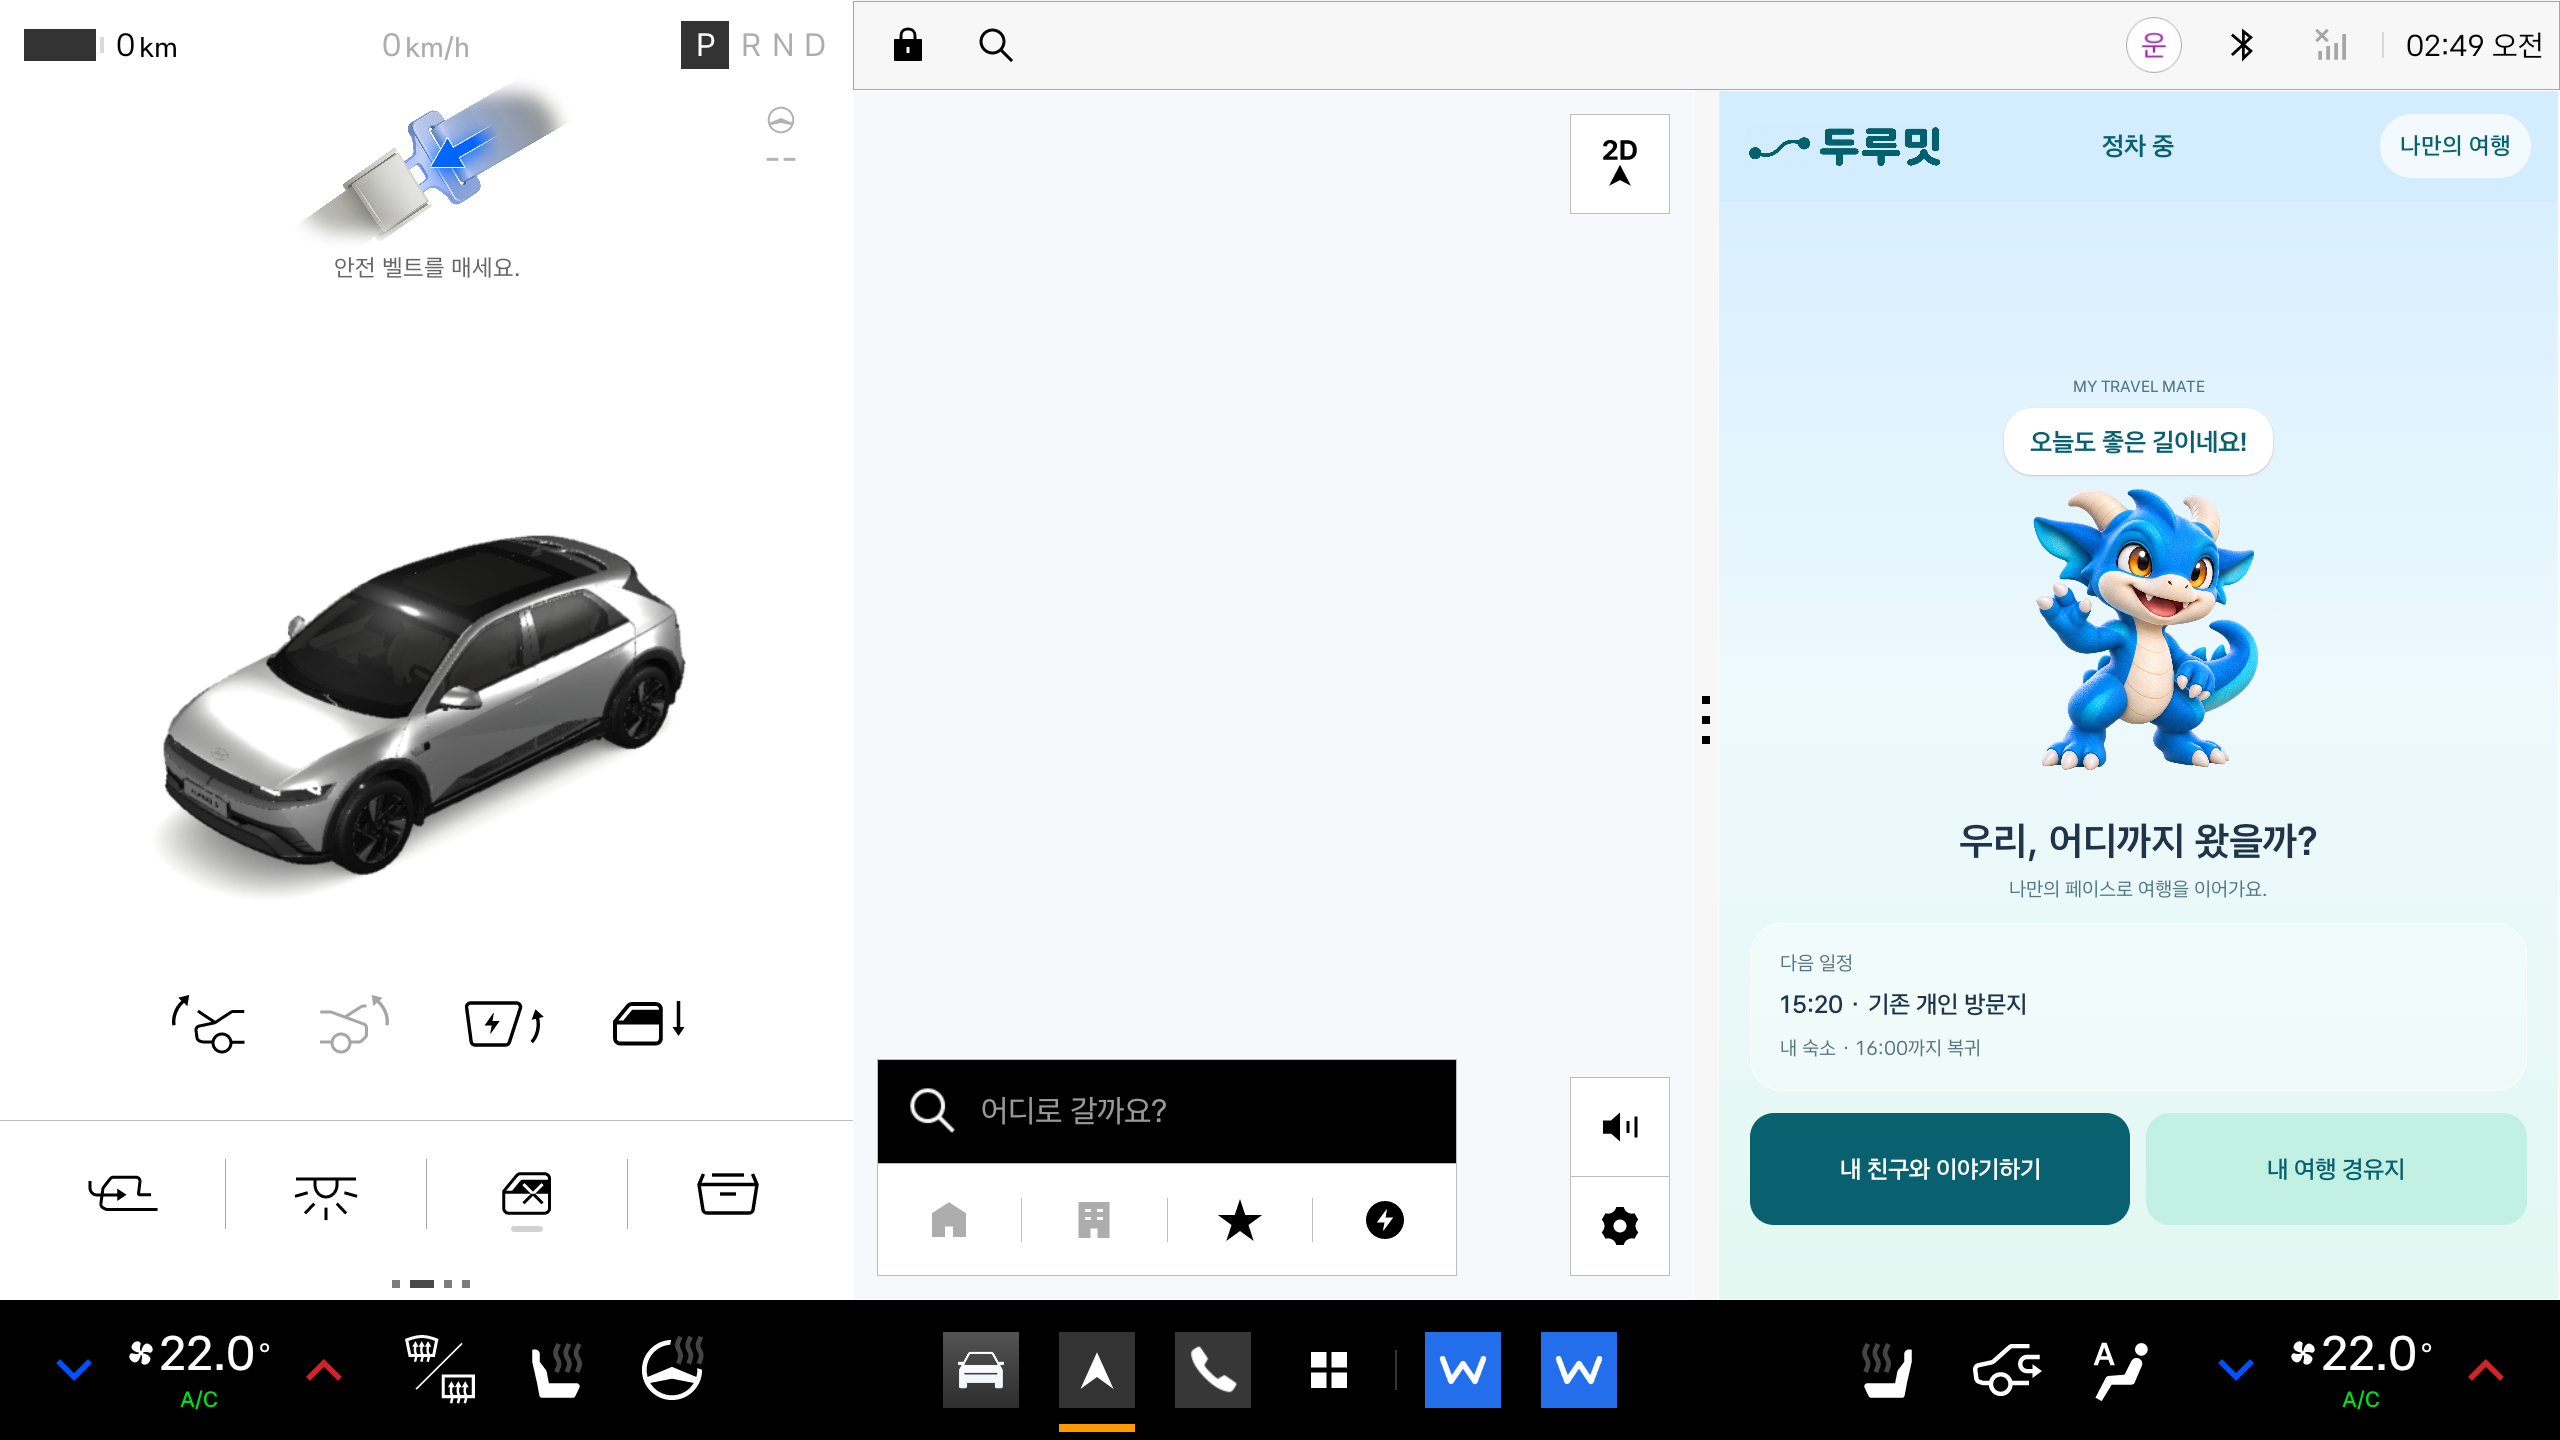 0 km
0 km/h
P R N D
안전 벨트를 매세요.
운
02:49 오전
2D
어디로 갈까요?
두루밋
정차 중
나만의 여행
MY TRAVEL MATE
오늘도 좋은 길이네요!
우리, 어디까지 왔을까?
나만의 페이스로 여행을 이어가요.
다음 일정
15:20 · 기존 개인 방문지
내 숙소 · 16:00까지 복귀
내 친구와 이야기하기
내 여행 경유지
22.0°
A/C
A
22.0°
A/C